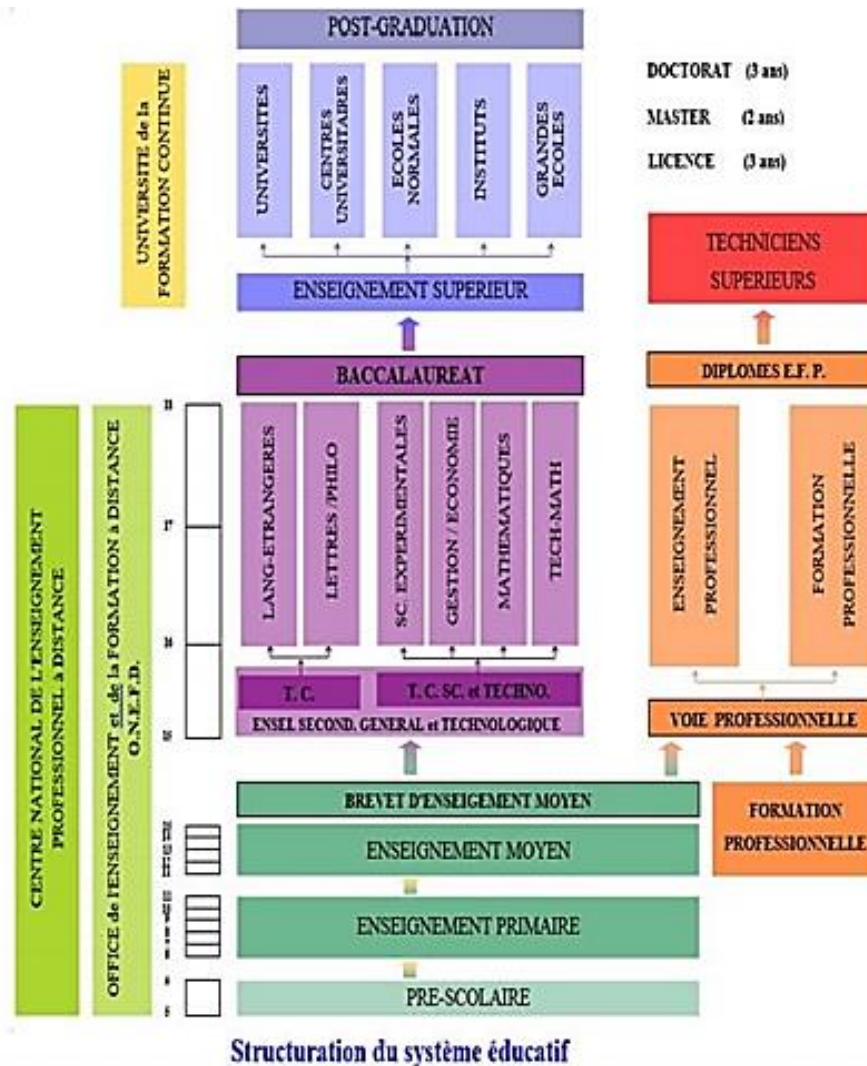 POST-GRADUATION
UNIVERSITE de la
FORMATION CONTINUE
UNIVERSITES
CENTRES
UNIVERSITAIRES
ECOLES
NORMALES
INSTITUTS
GRANDES
ECOLES
DOCTORAT (3 ans)
MASTER (2 ans)
LICENCE (3 ans)
TECHNICIENS
SUPERIEURS
ENSEIGNEMENT SUPERIEUR
BACCALAUREAT
DIPLOMES E.F. P.
CENTRE NATIONAL DE L'ENSEIGNEMENT
PROFESSIONNEL à DISTANCE
OFFICE de l'ENSEIGNEMENT et de la FORMATION à DISTANCE
O.N.E.F.D.
17
LANG-ETRANGERES
LETTRES /PHILO
SC. EXPERIMENTALES
GESTION / ECONOMIE
MATHEMATIQUES
TECH-MATH
ENSEIGNEMENT
PROFESSIONNEL
FORMATION
PROFESSIONNELLE
T. C.
T. C. SC. et TECHNO.
ENSEI. SECOND. GENERAL et TECHNOLOGIQUE
VOIE PROFESSIONNELLE
BREVET D'ENSEIGEMENT MOYEN
FORMATION
PROFESSIONNELLE
ENSEIGNEMENT MOYEN
ENSEIGNEMENT PRIMAIRE
PRE-SCOLAIRE
Structuration du système éducatif